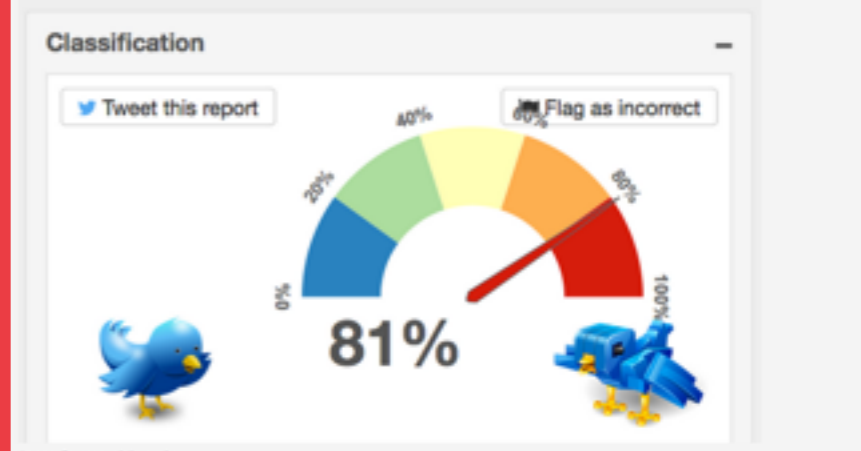 Classification
Tweet this report
Flag as incorrect
0%
20%
40%
60%
80%
100%
81%